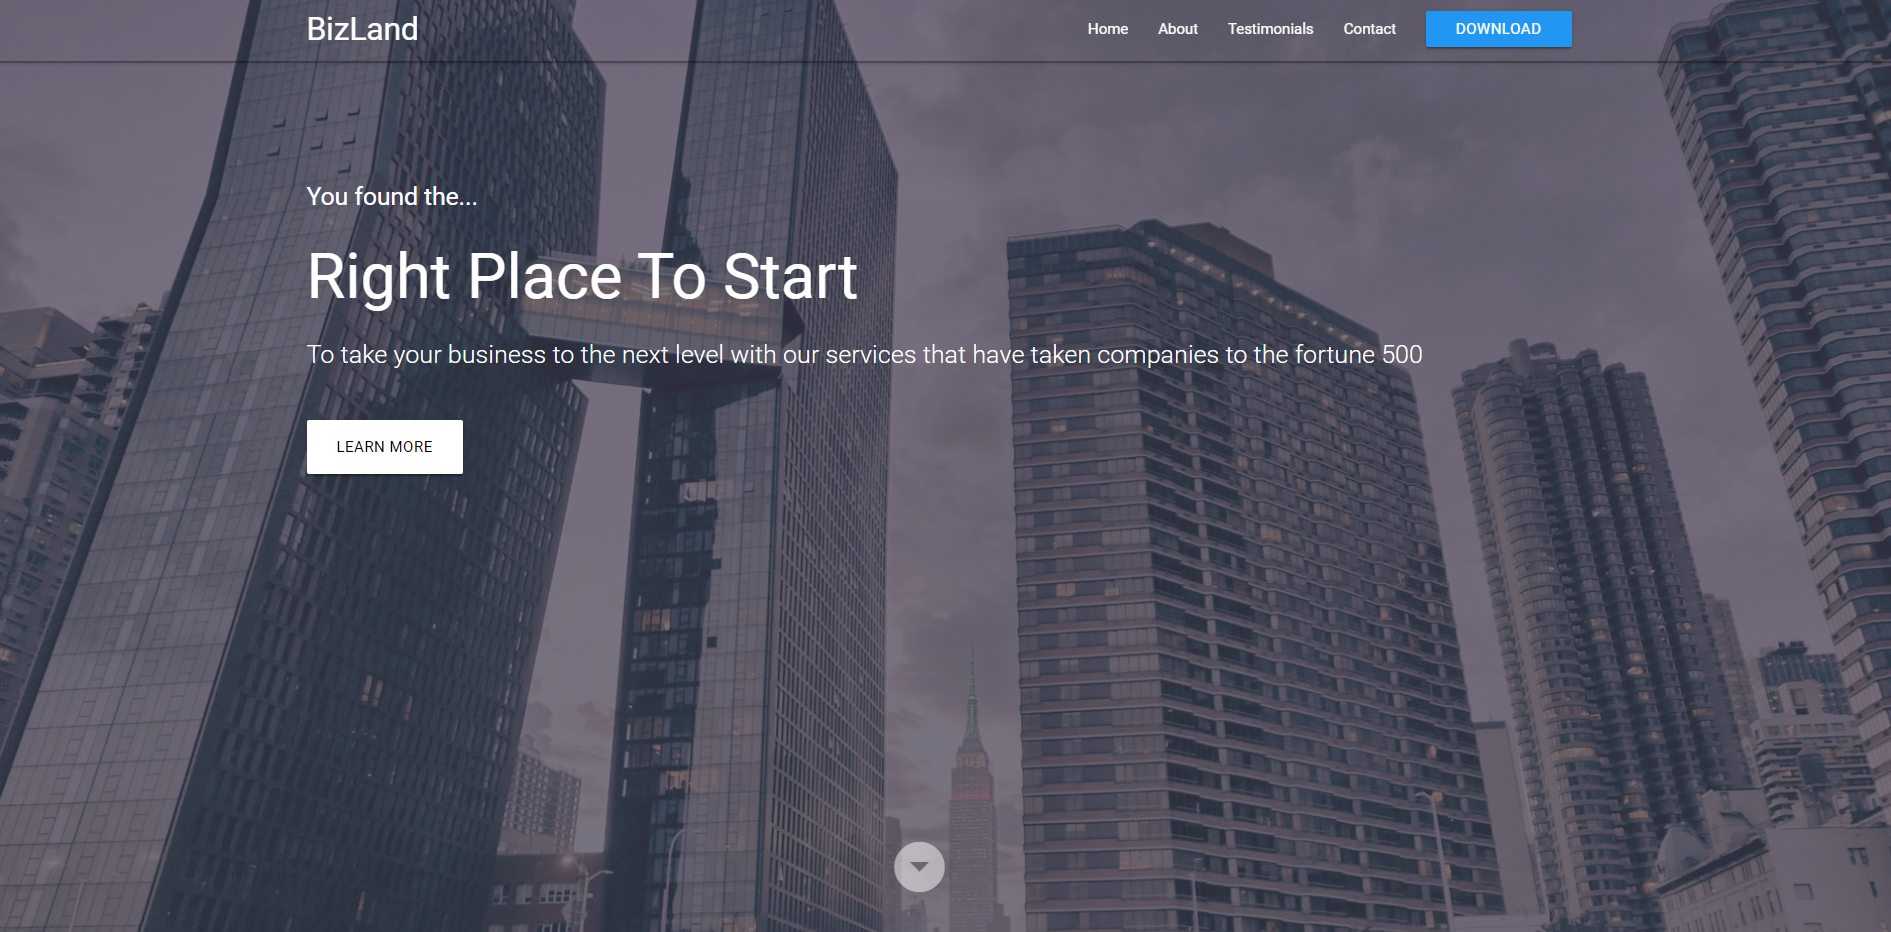 BizLand
Home About Testimonials Contact DOWNLOAD
You found the...
Right Place To Start
To take your business to the next level with our services that have taken companies to the fortune 500
LEARN MORE